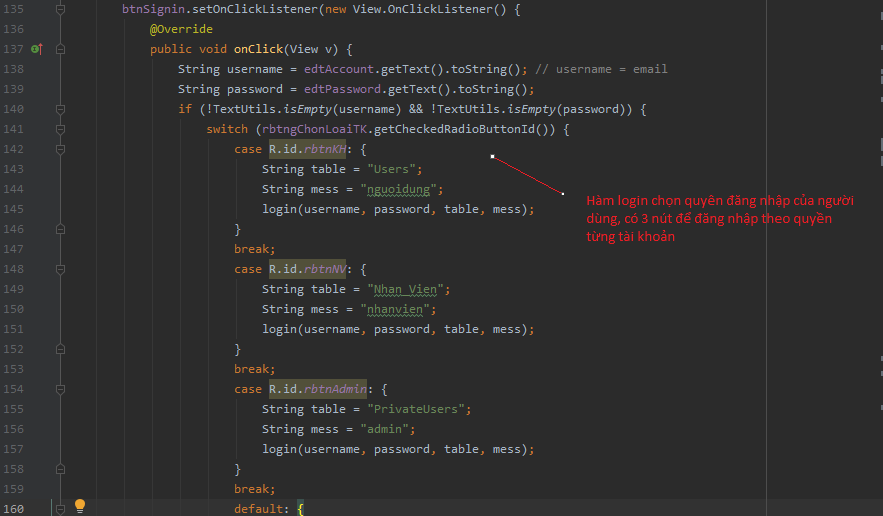 135 btnSignin.setOnClickListener(new View.OnClickListener() {
136 @Override
137 public void onClick(View v) {
138 String username = edtAccount.getText().toString(); // username = email
139 String password = edtPassword.getText().toString();
140 if (!TextUtils.isEmpty(username) && !TextUtils.isEmpty(password)) {
141 switch (rbtngChonLoaiTK.getCheckedRadioButtonId()) {
142 case R.id.rbtnKH: {
143 String table = "Users";
144 String mess = "nguoidung";
145 login(username, password, table, mess);
146 }
147 break;
148 case R.id.rbtnNV: {
149 String table = "Nhan_Vien";
150 String mess = "nhanvien";
151 login(username, password, table, mess);
152 }
153 break;
154 case R.id.rbtnAdmin: {
155 String table = "PrivateUsers";
156 String mess = "admin";
157 login(username, password, table, mess);
158 }
159 break;
160 default: {
Hàm login chọn quyên đăng nhập của người
dùng, có 3 nút để đăng nhập theo quyền
từng tài khoản